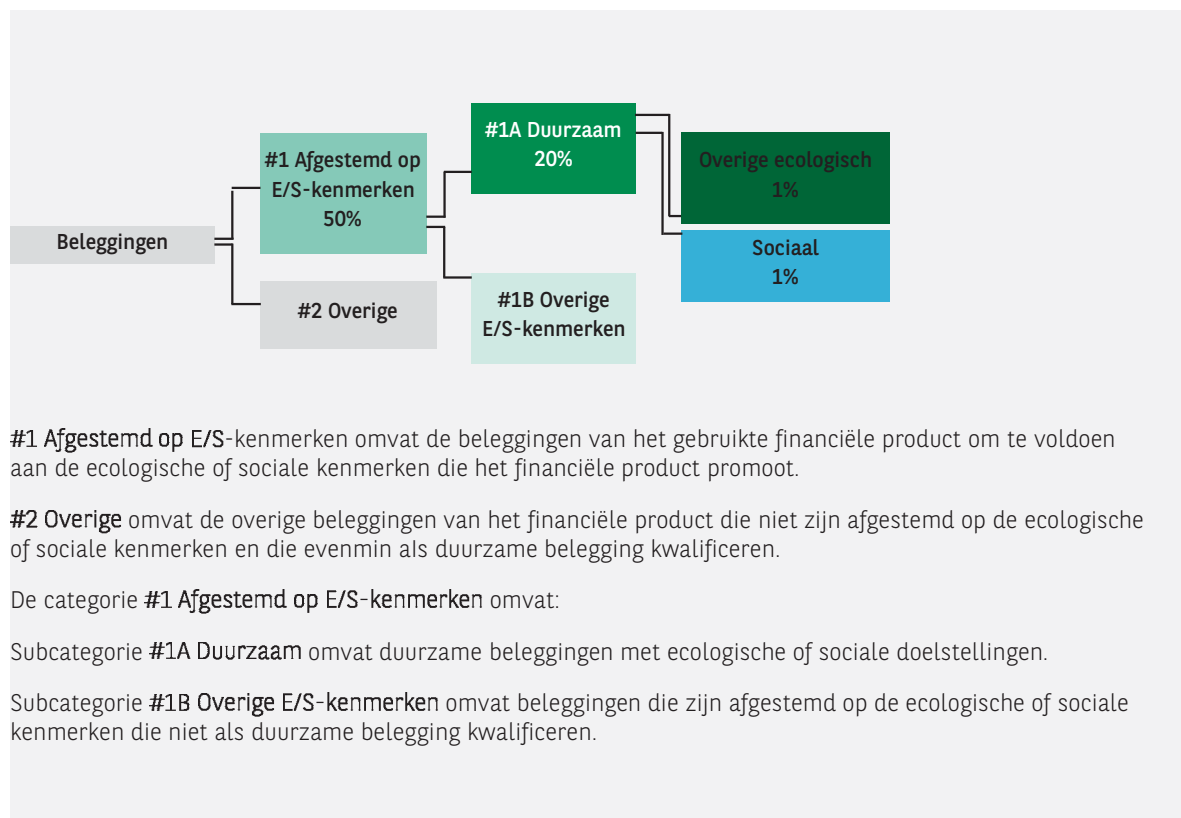 #1A Duurzaam
20%
#1 Afgestemd op
E/S-kenmerken
50%
Overige ecologisch
1%
Beleggingen
Sociaal
1%
#2 Overige
#1B Overige
E/S-kenmerken
#1 Afgestemd op E/S-kenmerken omvat de beleggingen van het gebruikte financiële product om te voldoen
aan de ecologische of sociale kenmerken die het financiële product promoot.
#2 Overige omvat de overige beleggingen van het financiële product die niet zijn afgestemd op de ecologische
of sociale kenmerken en die evenmin als duurzame belegging kwalificeren.
De categorie #1 Afgestemd op E/S-kenmerken omvat:
Subcategorie #1A Duurzaam omvat duurzame beleggingen met ecologische of sociale doelstellingen.
Subcategorie #1B Overige E/S-kenmerken omvat beleggingen die zijn afgestemd op de ecologische of sociale
kenmerken die niet als duurzame belegging kwalificeren.